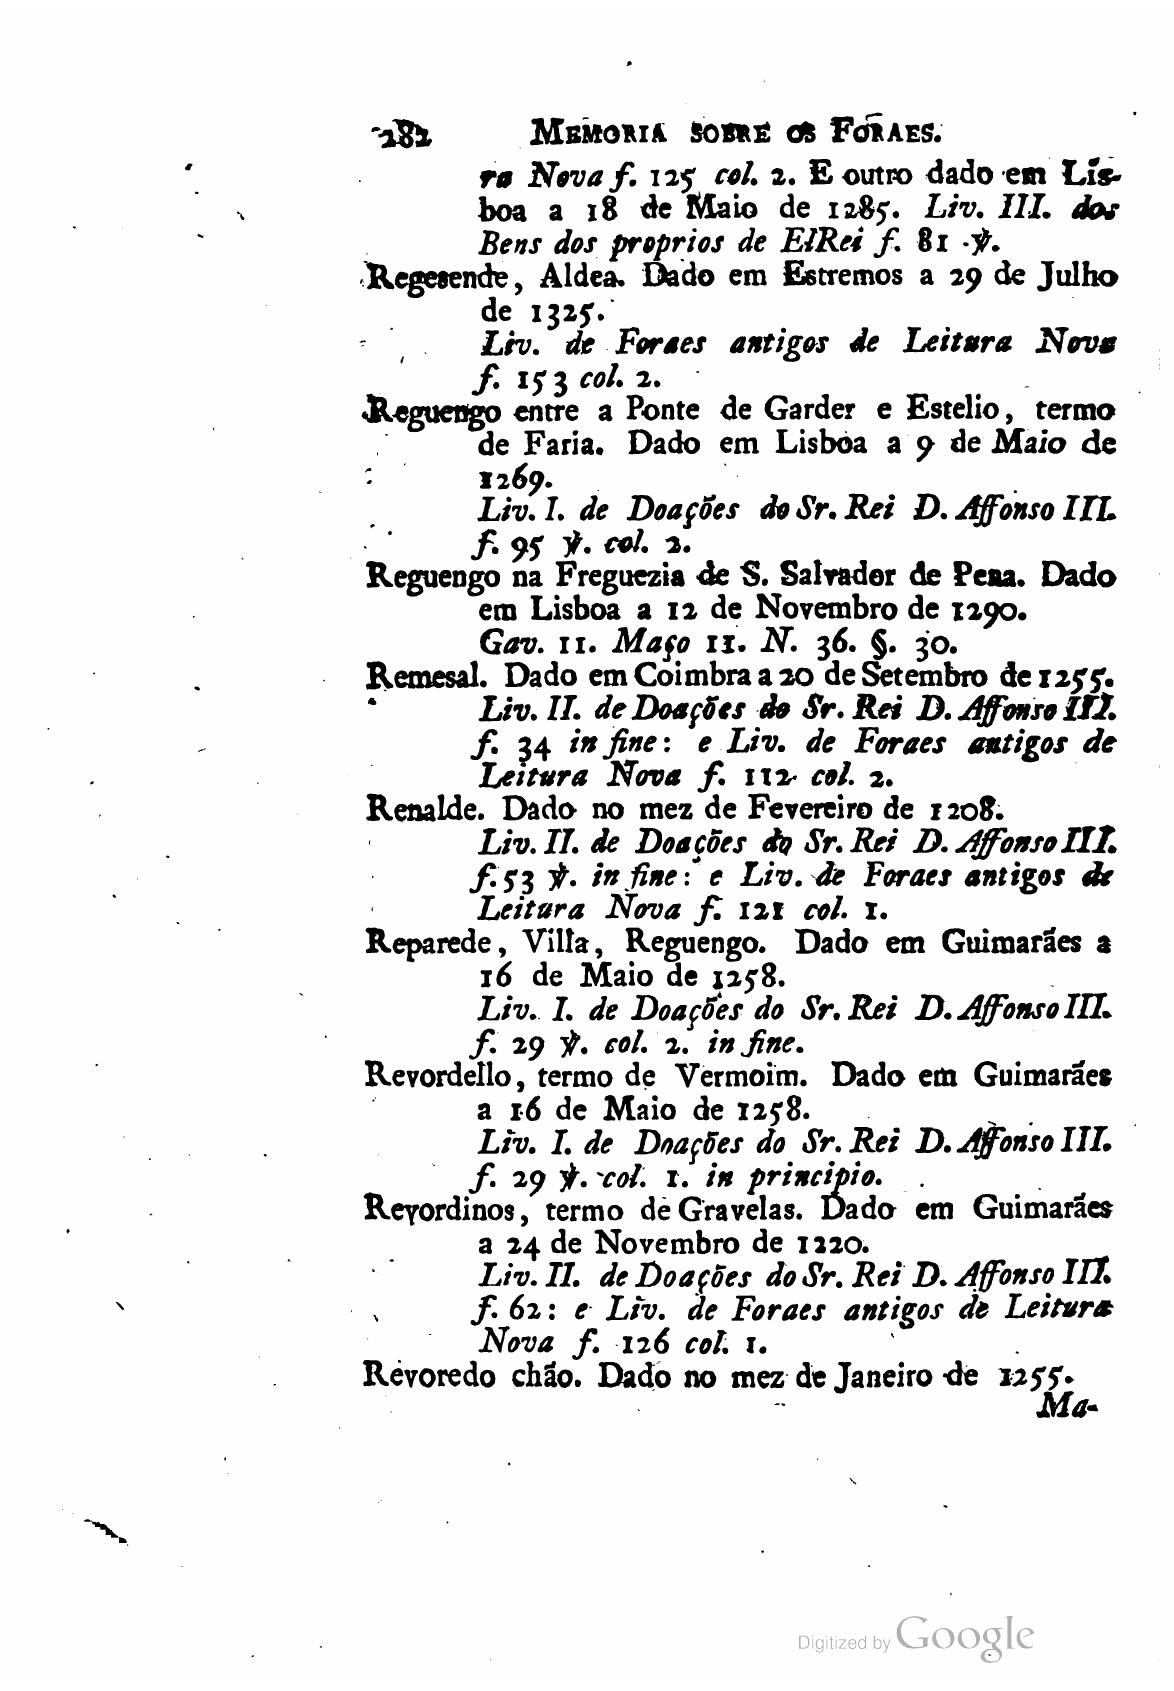 282 MEMORIA SOBRE OS FORAES.
ra Nova f. 125 col. 2. E outro dado em Lis-
boa a 18 de Maio de 1285. Liv. III. dos
Bens dos proprios de ElRei f. 81 ℣.
Regesende, Aldea. Dado em Estremos a 29 de Julho
de 1325.
Liv. de Foraes antigos de Leitura Nova
f. 153 col. 2.
Reguengo entre a Ponte de Garder e Estelio, termo
de Faria. Dado em Lisboa a 9 de Maio de
1269.
Liv. I. de Doações do Sr. Rei D. Affonso III.
f. 95 ℣. col. 2.
Reguengo na Freguezia de S. Salvador de Pena. Dado
em Lisboa a 12 de Novembro de 1290.
Gav. 11. Maço 11. N. 36. §. 30.
Remesal. Dado em Coimbra a 20 de Setembro de 1255.
Liv. II. de Doações do Sr. Rei D. Affonso III.
f. 34 in fine: e Liv. de Foraes antigos de
Leitura Nova f. 112 col. 2.
Renalde. Dado no mez de Fevereiro de 1208.
Liv. II. de Doações do Sr. Rei D. Affonso III.
f. 53 ℣. in fine: e Liv. de Foraes antigos de
Leitura Nova f. 121 col. 1.
Reparede, Villa, Reguengo. Dado em Guimarães a
16 de Maio de 1258.
Liv. I. de Doações do Sr. Rei D. Affonso III.
f. 29 ℣. col. 2. in fine.
Revordello, termo de Vermoim. Dado em Guimarães
a 16 de Maio de 1258.
Liv. I. de Doações do Sr. Rei D. Affonso III.
f. 29 ℣. col. 1. in principio.
Revordinos, termo de Gravelas. Dado em Guimarães
a 24 de Novembro de 1220.
Liv. II. de Doações do Sr. Rei D. Affonso III.
f. 62: e Liv. de Foraes antigos de Leitura
Nova f. 126 col. 1.
Revoredo chão. Dado no mez de Janeiro de 1255.
Ma-
Digitized by Google